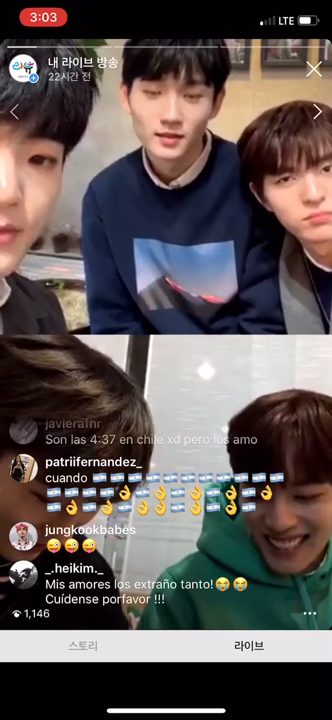 3:03
LTE
내 라이브 방송
22시간 전
javierafhr
Son las 4:37 en chile xd pero los amo
patriifernandez_
cuando 🇦🇷🇦🇷🇦🇷🇦🇷🇦🇷🇦🇷🇦🇷🇦🇷🇦🇷🇦🇷🇦🇷
🇦🇷🇦🇷🇦🇷🇦🇷👌🇦🇷👌🇦🇷👌🇦🇷👌🇦🇷👌
🇦🇷👌🇦🇷👌🇦🇷👌👌🇦🇷👌🇦🇷👌🇦🇷
jungkookbabes
😜😜😜
_.heikim._
Mis amores los extraño tanto!😭😭
Cuídense porfavor !!!
1,146
스토리
라이브